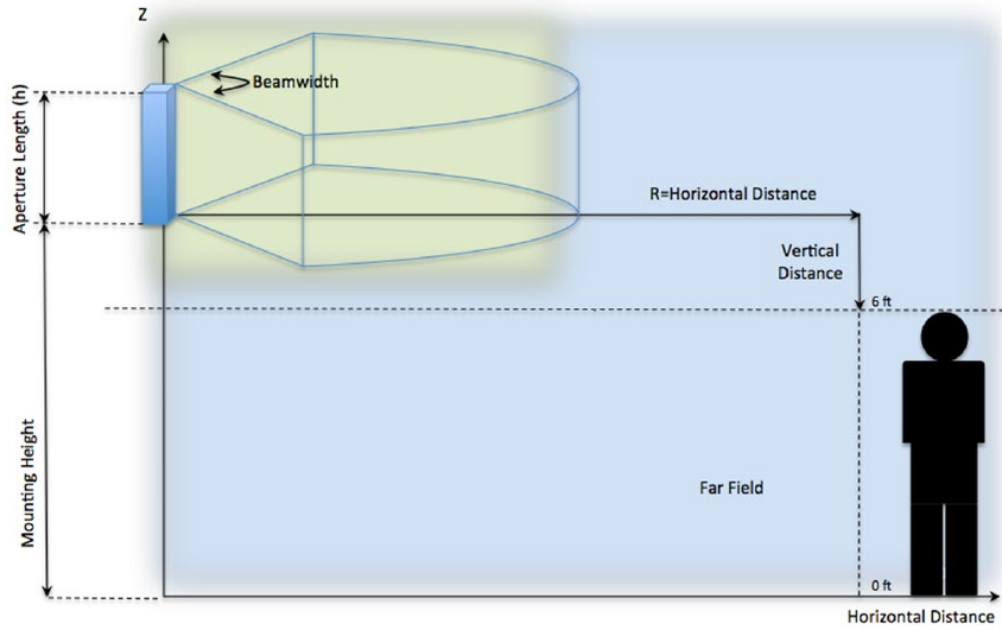 Z
Beamwidth
Aperture Length (h)
R=Horizontal Distance
Vertical
Distance
6 ft
Mounting Height
Far Field
0 ft
Horizontal Distance